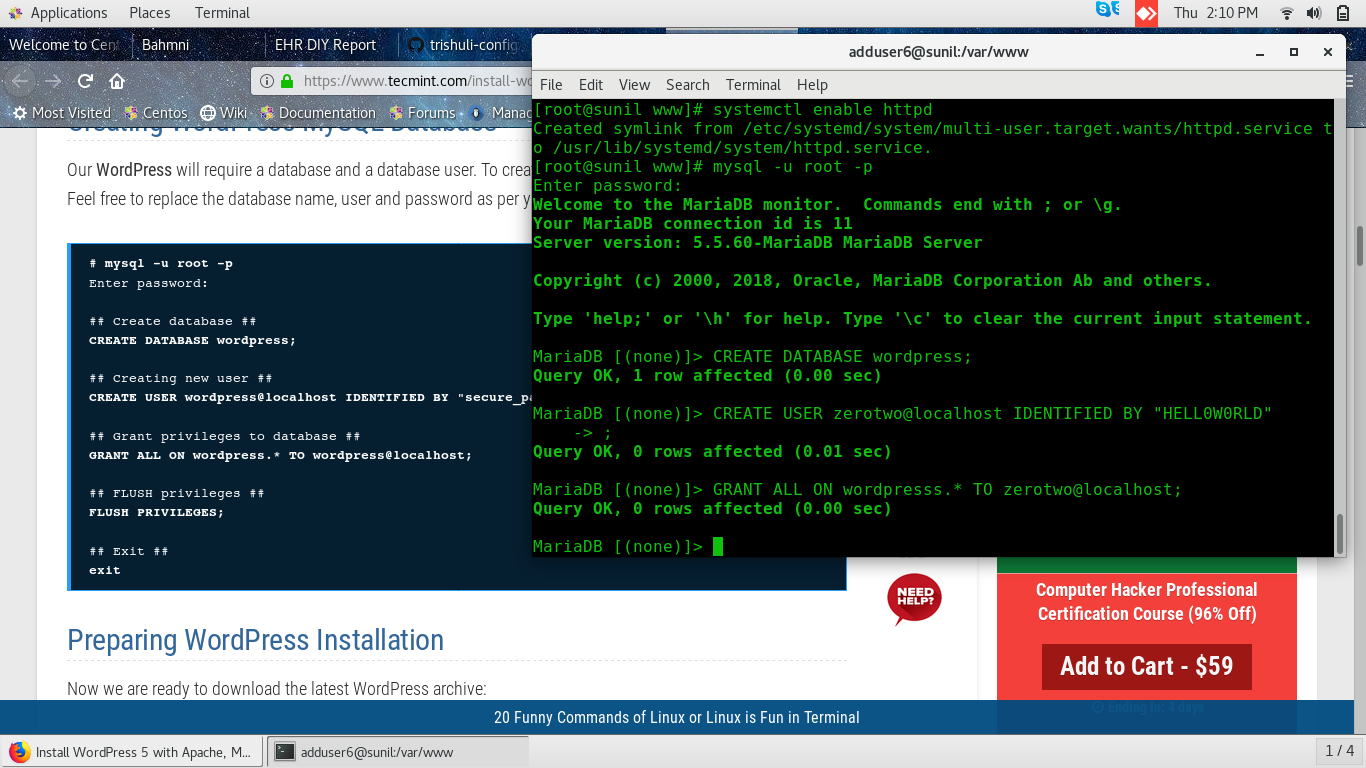 Applications Places Terminal
Thu 2:10 PM
Welcome to Cent
Bahmni
EHR DIY Report
trishuli-config
https://www.tecmint.com/install-wo
Most Visited Centos Wiki Documentation Forums Manag
Creating WordPress MySQL Database
Our WordPress will require a database and a database user. To crea
Feel free to replace the database name, user and password as per y
# mysql -u root -p
Enter password:
## Create database ##
CREATE DATABASE wordpress;
## Creating new user ##
CREATE USER wordpress@localhost IDENTIFIED BY "secure_pa
## Grant privileges to database ##
GRANT ALL ON wordpress.* TO wordpress@localhost;
## FLUSH privileges ##
FLUSH PRIVILEGES;
## Exit ##
exit
Preparing WordPress Installation
Now we are ready to download the latest WordPress archive:
adduser6@sunil:/var/www
File Edit View Search Terminal Help
[root@sunil www]# systemctl enable httpd
Created symlink from /etc/systemd/system/multi-user.target.wants/httpd.service t
o /usr/lib/systemd/system/httpd.service.
[root@sunil www]# mysql -u root -p
Enter password:
Welcome to the MariaDB monitor.  Commands end with ; or \g.
Your MariaDB connection id is 11
Server version: 5.5.60-MariaDB MariaDB Server
Copyright (c) 2000, 2018, Oracle, MariaDB Corporation Ab and others.
Type 'help;' or '\h' for help. Type '\c' to clear the current input statement.
MariaDB [(none)]> CREATE DATABASE wordpress;
Query OK, 1 row affected (0.00 sec)
MariaDB [(none)]> CREATE USER zerotwo@localhost IDENTIFIED BY "HELL0W0RLD"
    -> ;
Query OK, 0 rows affected (0.01 sec)
MariaDB [(none)]> GRANT ALL ON wordpresss.* TO zerotwo@localhost;
Query OK, 0 rows affected (0.00 sec)
MariaDB [(none)]>
NEED
HELP?
Computer Hacker Professional
Certification Course (96% Off)
Add to Cart - $59
Ending In: 4 days
20 Funny Commands of Linux or Linux is Fun in Terminal
Install WordPress 5 with Apache, M...
adduser6@sunil:/var/www
1 / 4